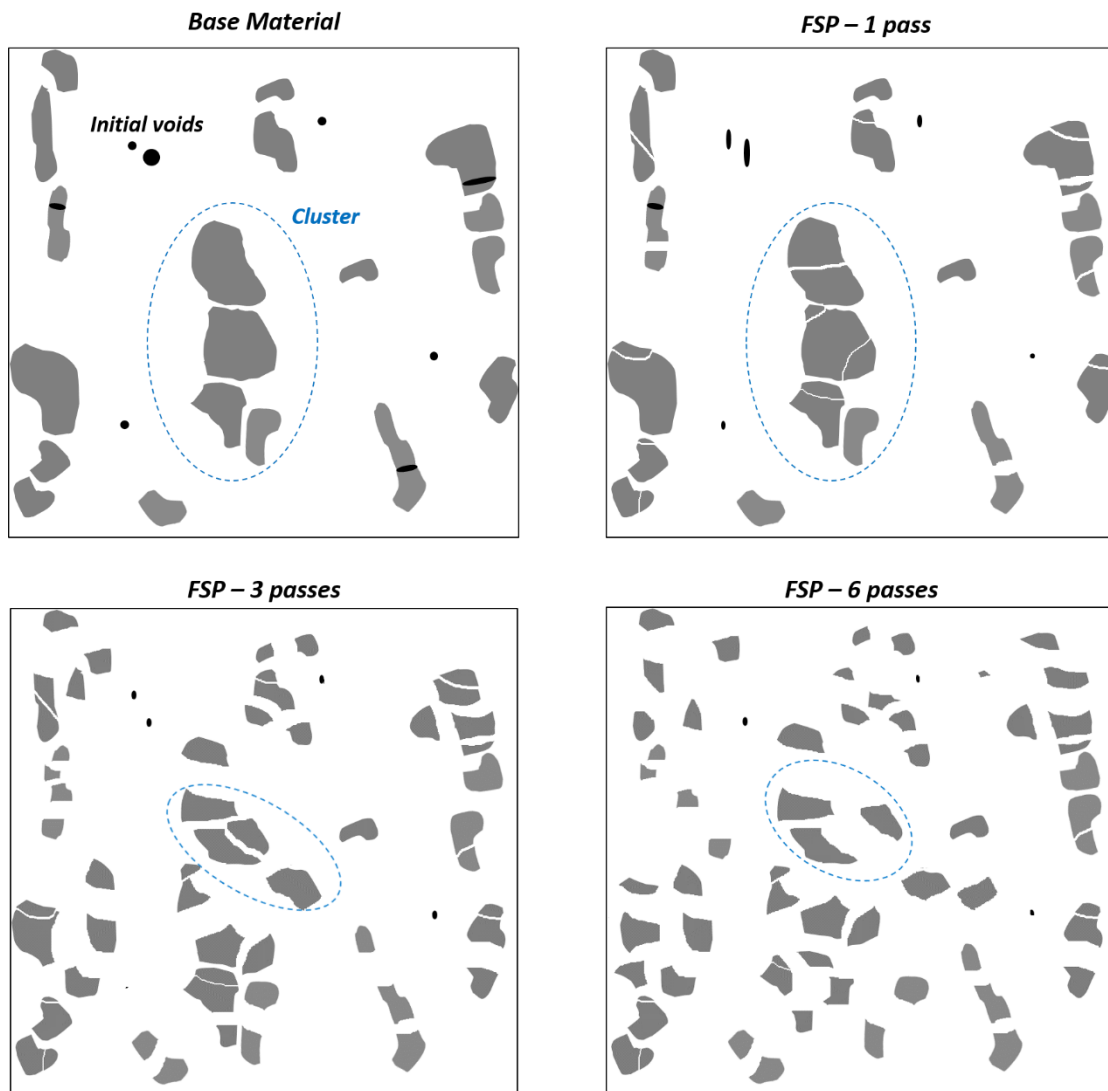 Base Material
FSP – 1 pass
Initial voids
Cluster
FSP – 3 passes
FSP – 6 passes